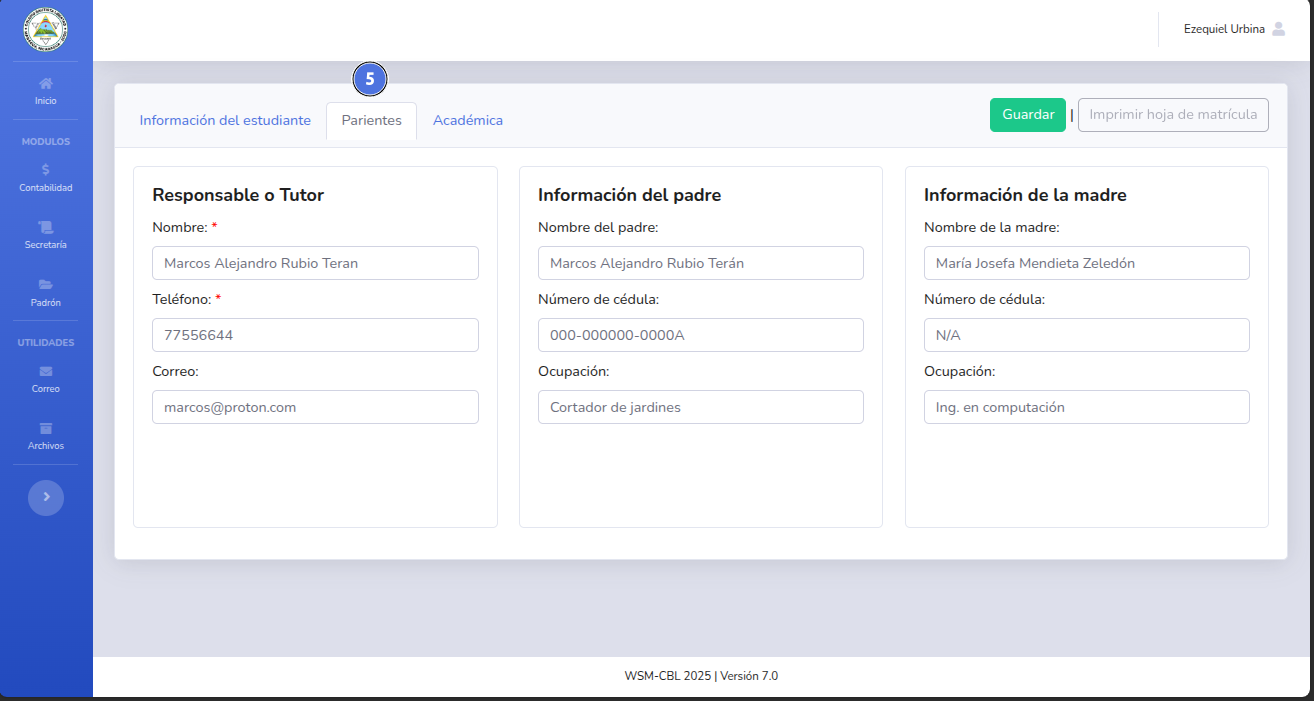 Ezequiel Urbina
Inicio
MODULOS
Contabilidad
Secretaría
Padrón
UTILIDADES
Correo
Archivos
5
Información del estudiante
Parientes
Académica
Guardar | Imprimir hoja de matrícula
Responsable o Tutor
Nombre: *
Marcos Alejandro Rubio Teran
Teléfono: *
77556644
Correo:
marcos@proton.com
Información del padre
Nombre del padre:
Marcos Alejandro Rubio Terán
Número de cédula:
000-000000-0000A
Ocupación:
Cortador de jardines
Información de la madre
Nombre de la madre:
María Josefa Mendieta Zeledón
Número de cédula:
N/A
Ocupación:
Ing. en computación
WSM-CBL 2025 | Versión 7.0